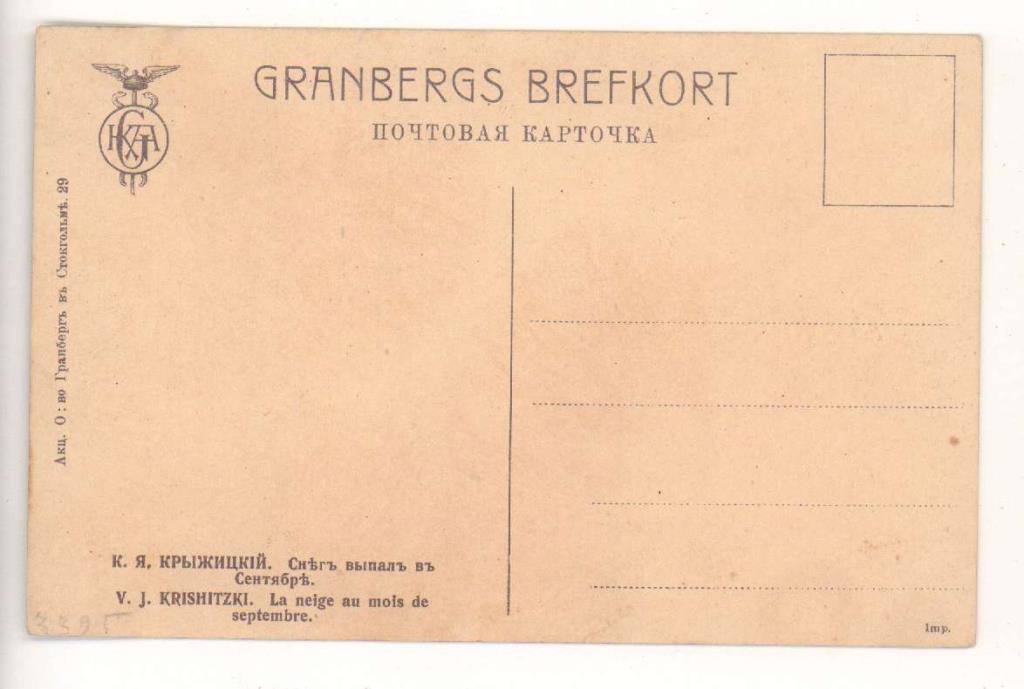 GRANBERGS BREFKORT
ПОЧТОВАЯ КАРТОЧКА
Акц. О: во Гранбергъ въ Стокгольмѣ. 29
К. Я. КРЫЖИЦКІЙ. Снѣгъ выпалъ въ
Сентябрѣ.
V. J. KRISHITZKI. La neige au mois de
septembre.
3395
Imp.